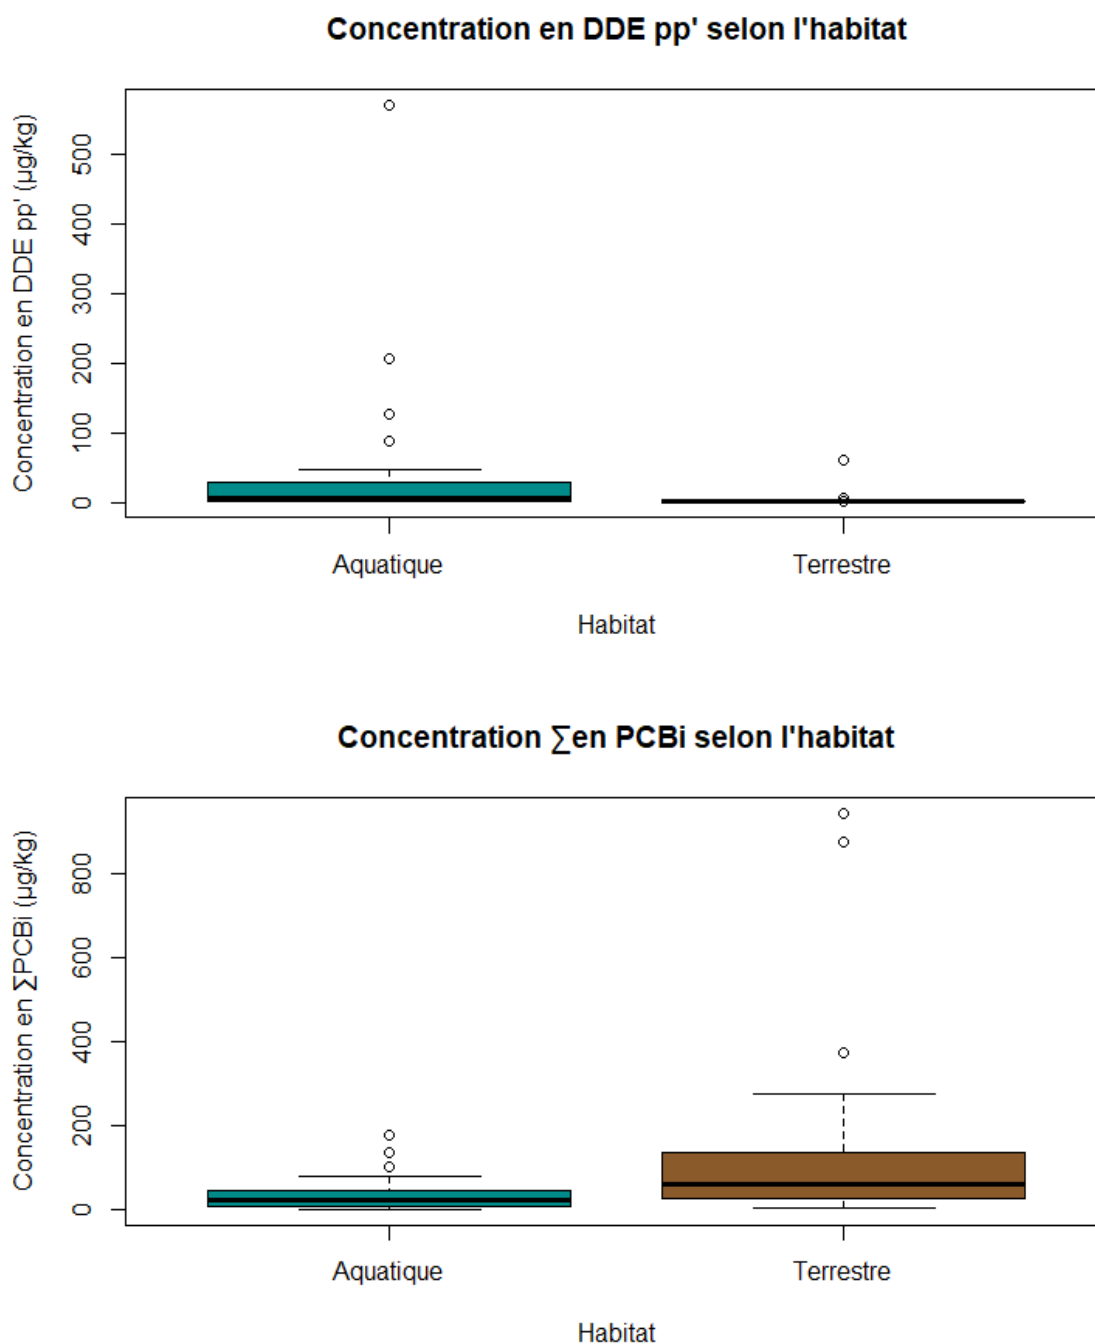 Concentration en DDE pp' selon l'habitat
Concentration en DDE pp' (µg/kg)
500
400
300
200
100
0
Aquatique
Terrestre
Habitat
Concentration ∑en PCBi selon l'habitat
Concentration en ∑PCBi (µg/kg)
800
600
400
200
0
Aquatique
Terrestre
Habitat